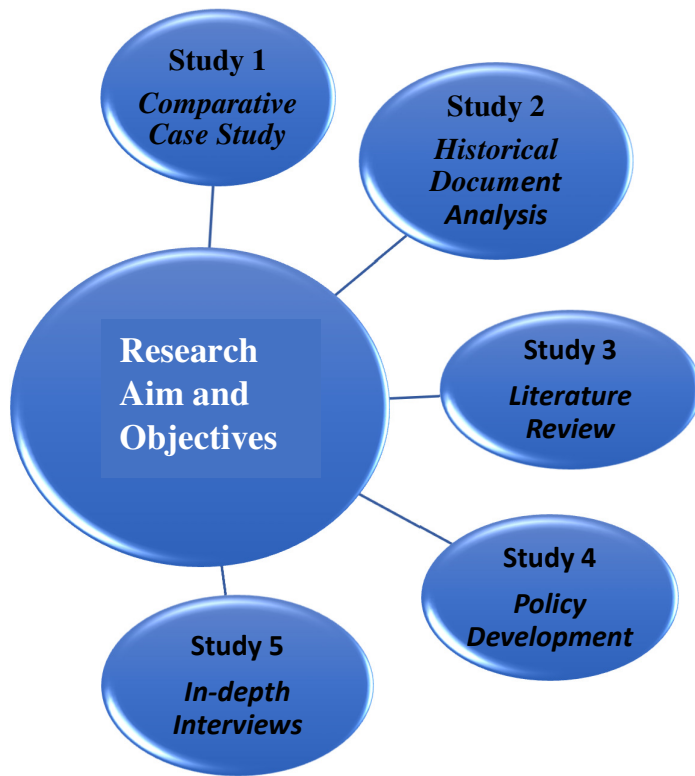 Study 1
Comparative
Case Study
Study 2
Historical
Document
Analysis
Research
Aim and
Objectives
Study 3
Literature
Review
Study 4
Policy
Development
Study 5
In-depth
Interviews